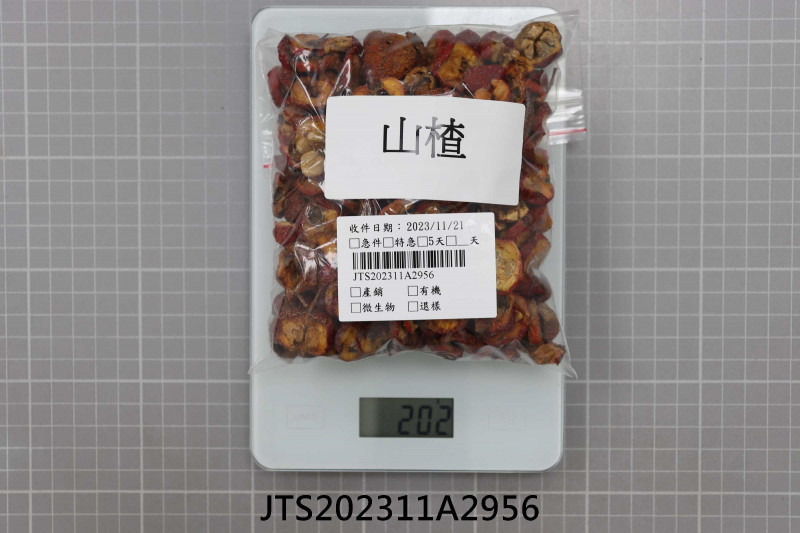 山楂
收件日期：2023/11/21
□急件□特急□5天□__天
JTS202311A2956
□產銷 □有機
□微生物 □退樣
202
JTS202311A2956